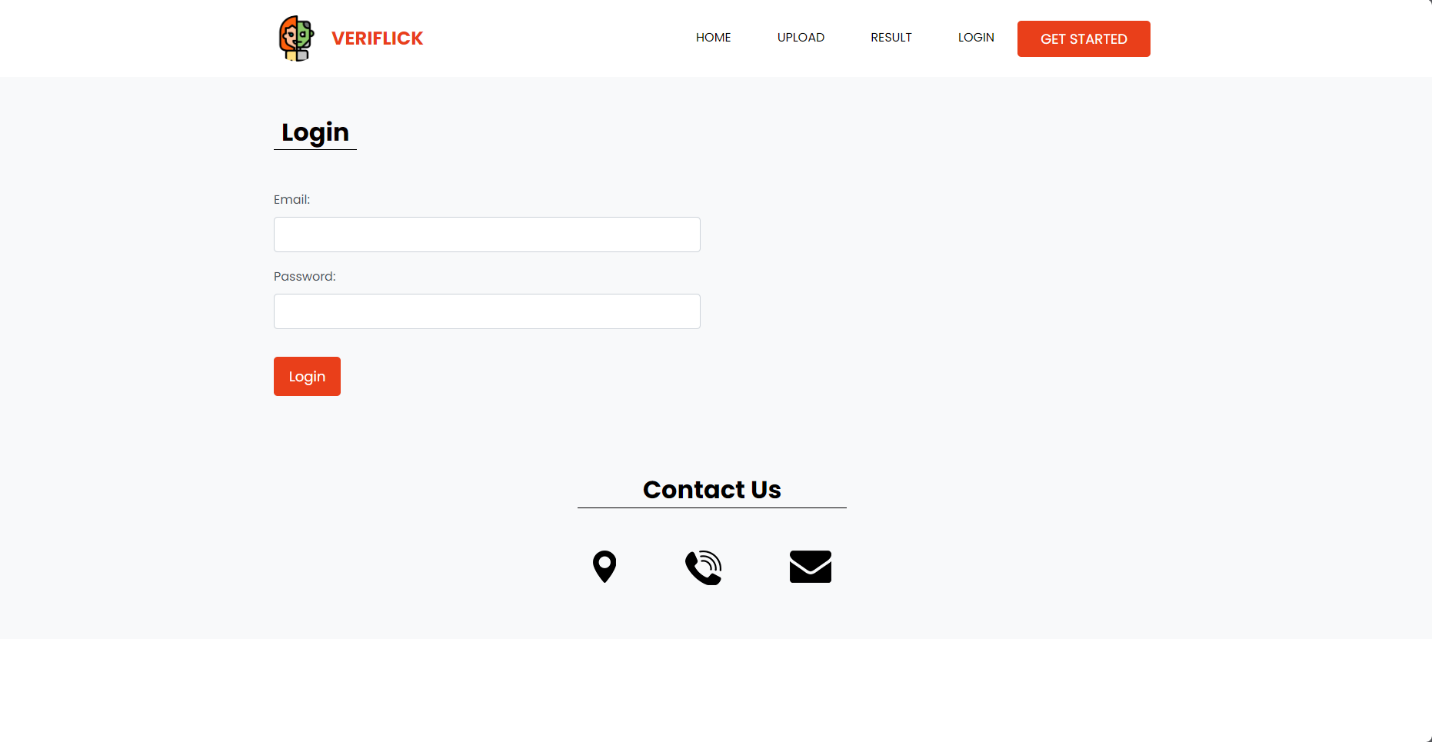 VERIFLICK
HOME UPLOAD RESULT LOGIN GET STARTED
Login
Email:
Password:
Login
Contact Us